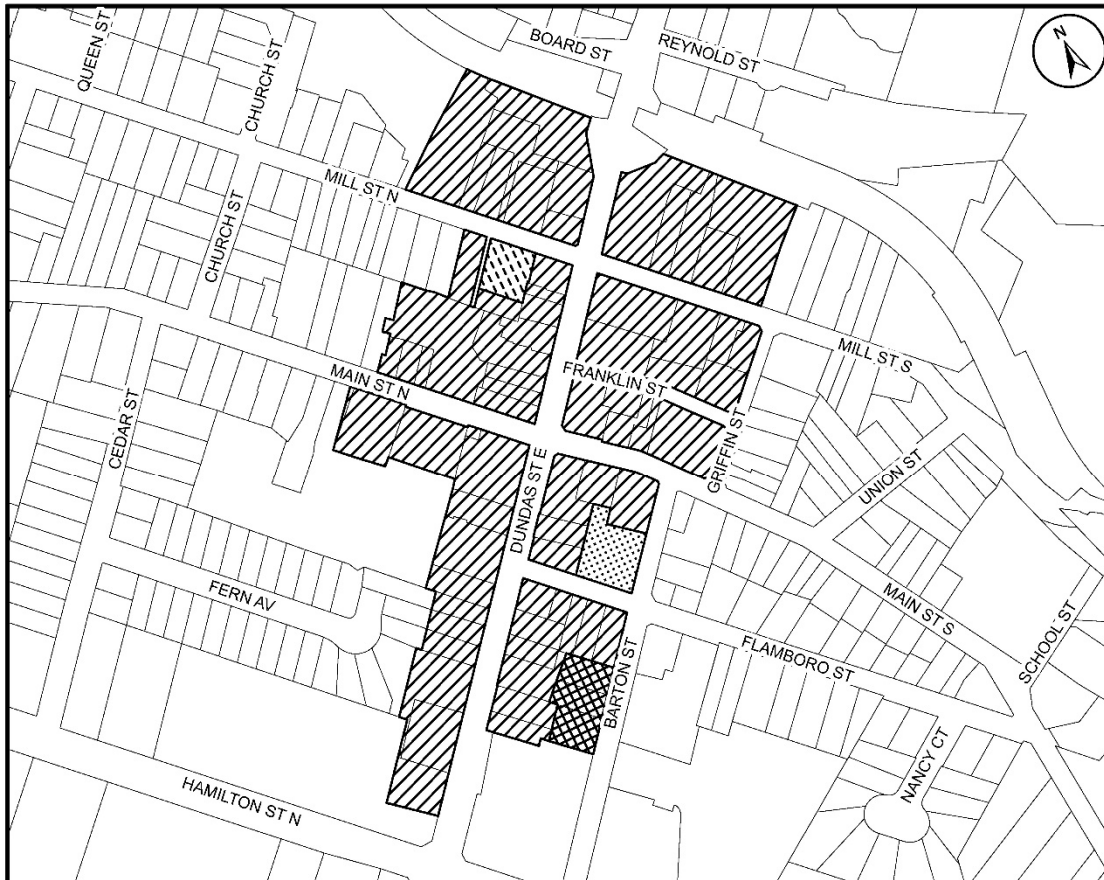 BOARD ST
REYNOLD ST
N
QUEEN ST
CHURCH ST
MILL ST N
CHURCH ST
MILL ST S
FRANKLIN ST
MAIN ST N
GRIFFIN ST
CEDAR ST
UNION ST
DUNDAS ST E
FERN AV
MAIN ST S
SCHOOL ST
FLAMBORO ST
BARTON ST
NANCY CT
HAMILTON ST N